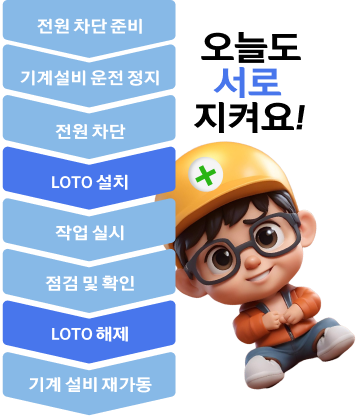 전원 차단 준비
기계설비 운전 정지
전원 차단
LOTO 설치
작업 실시
점검 및 확인
LOTO 해제
기계 설비 재가동
오늘도
서로
지켜요!